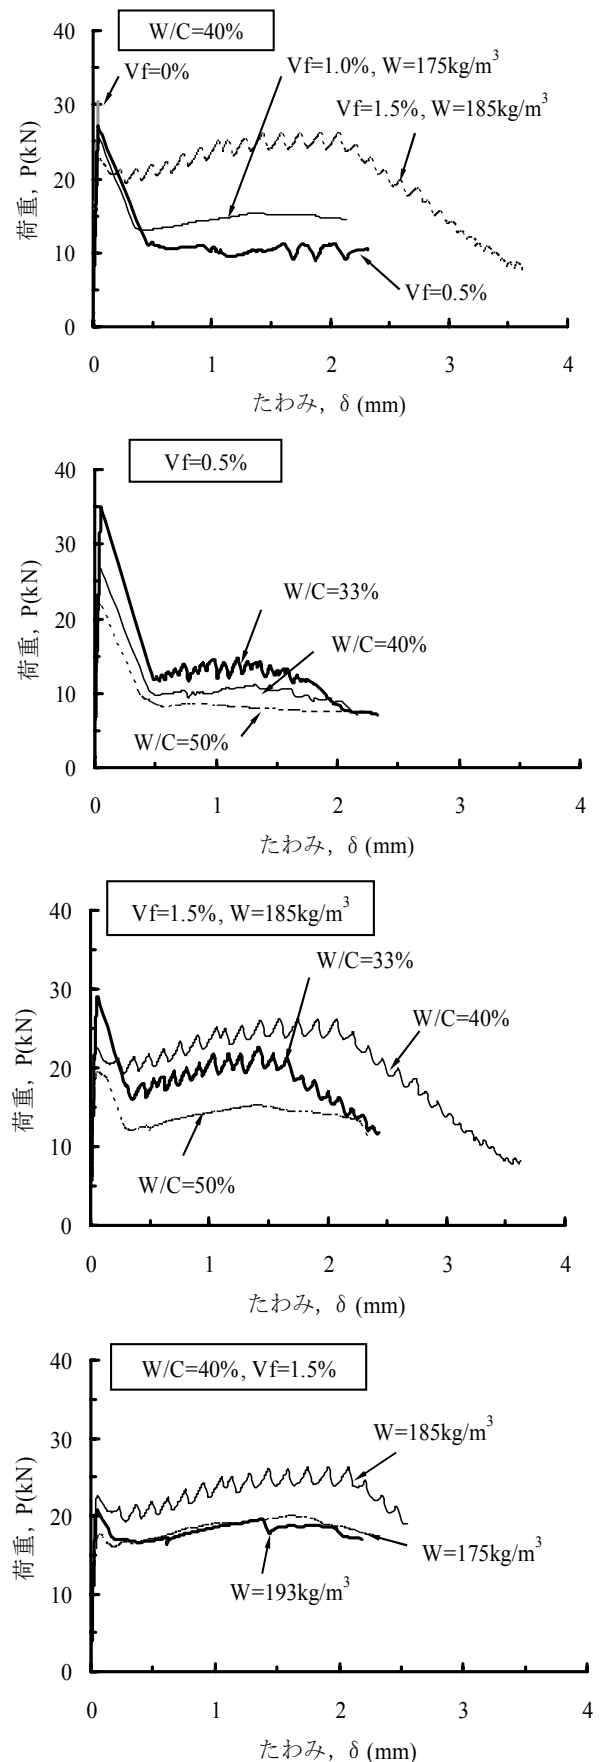 W/C=40%
40
Vf=0%
Vf=1.0%, W=175kg/m³
Vf=1.5%, W=185kg/m³
30
20
10
0
Vf=0.5%
0 1 2 3 4
荷重, P(kN)
たわみ, δ (mm)
Vf=0.5%
40
30
20
10
0
W/C=33%
W/C=40%
W/C=50%
0 1 2 3 4
荷重, P(kN)
たわみ, δ (mm)
Vf=1.5%, W=185kg/m³
40
30
20
10
0
W/C=33%
W/C=40%
W/C=50%
0 1 2 3 4
荷重, P(kN)
たわみ, δ (mm)
W/C=40%, Vf=1.5%
40
30
20
10
0
W=185kg/m³
W=175kg/m³
W=193kg/m³
0 1 2 3 4
荷重, P(kN)
たわみ, δ (mm)